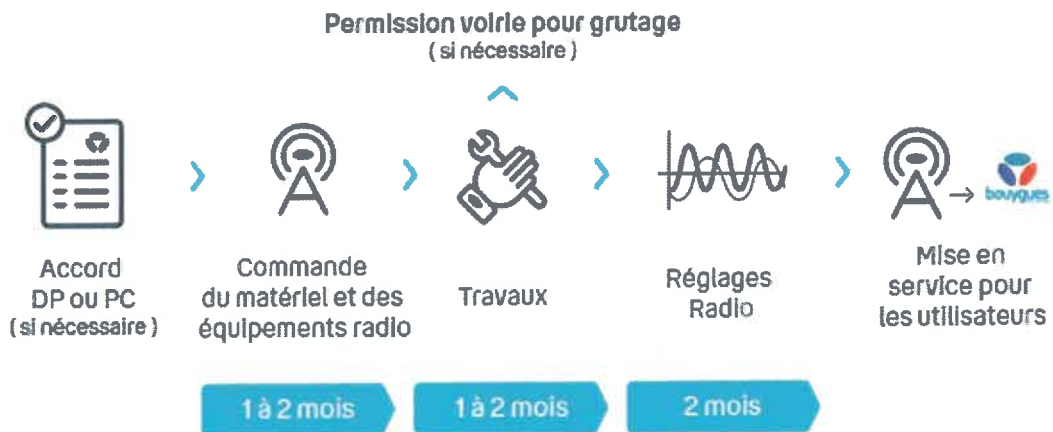 Permission voirie pour grutage
( si nécessaire )
Accord
DP ou PC
( si nécessaire )
Commande
du matériel et des
équipements radio
Travaux
Réglages
Radio
bouygues
Mise en
service pour
les utilisateurs
1 à 2 mois
1 à 2 mois
2 mois